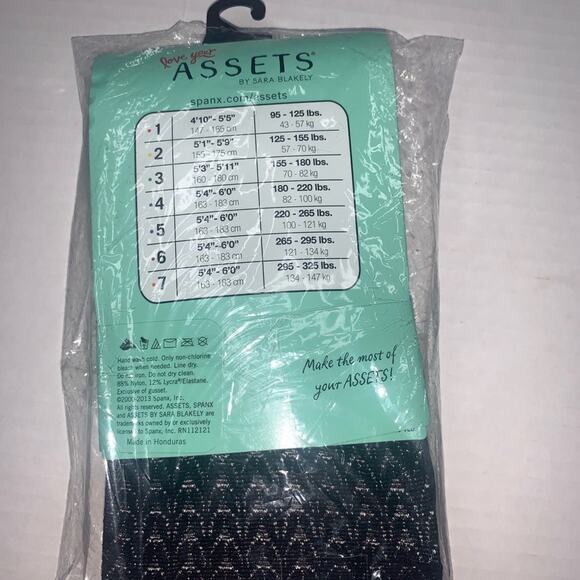 love your
ASSETS®
BY SARA BLAKELY
spanx.com/assets
1 4'10"- 5'5" 95 - 125 lbs.
147 - 165 cm 43 - 57 kg
2 5'1"- 5'9" 125 - 155 lbs.
155 - 175 cm 57 - 70 kg
3 5'3"- 5'11" 155 - 180 lbs.
160 - 180 cm 70 - 82 kg
4 5'4"- 6'0" 180 - 220 lbs.
163 - 183 cm 82 - 100 kg
5 5'4"- 6'0" 220 - 265 lbs.
163 - 183 cm 100 - 121 kg
6 5'4"- 6'0" 265 - 295 lbs.
163 - 183 cm 121 - 134 kg
7 5'4"- 6'0" 295 - 325 lbs.
163 - 183 cm 134 - 147 kg
Hand wash cold. Only non-chlorine
bleach when needed. Line dry.
Do not iron. Do not dry clean.
88% Nylon, 12% Lycra®/Elastane.
Exclusive of gusset.
©2000-2013 Spanx, Inc.
All rights reserved. ASSETS, SPANX
and ASSETS BY SARA BLAKELY are
trademarks owned by or exclusively
licensed to Spanx, Inc. RN112121
Made in Honduras
Make the most of
your ASSETS!